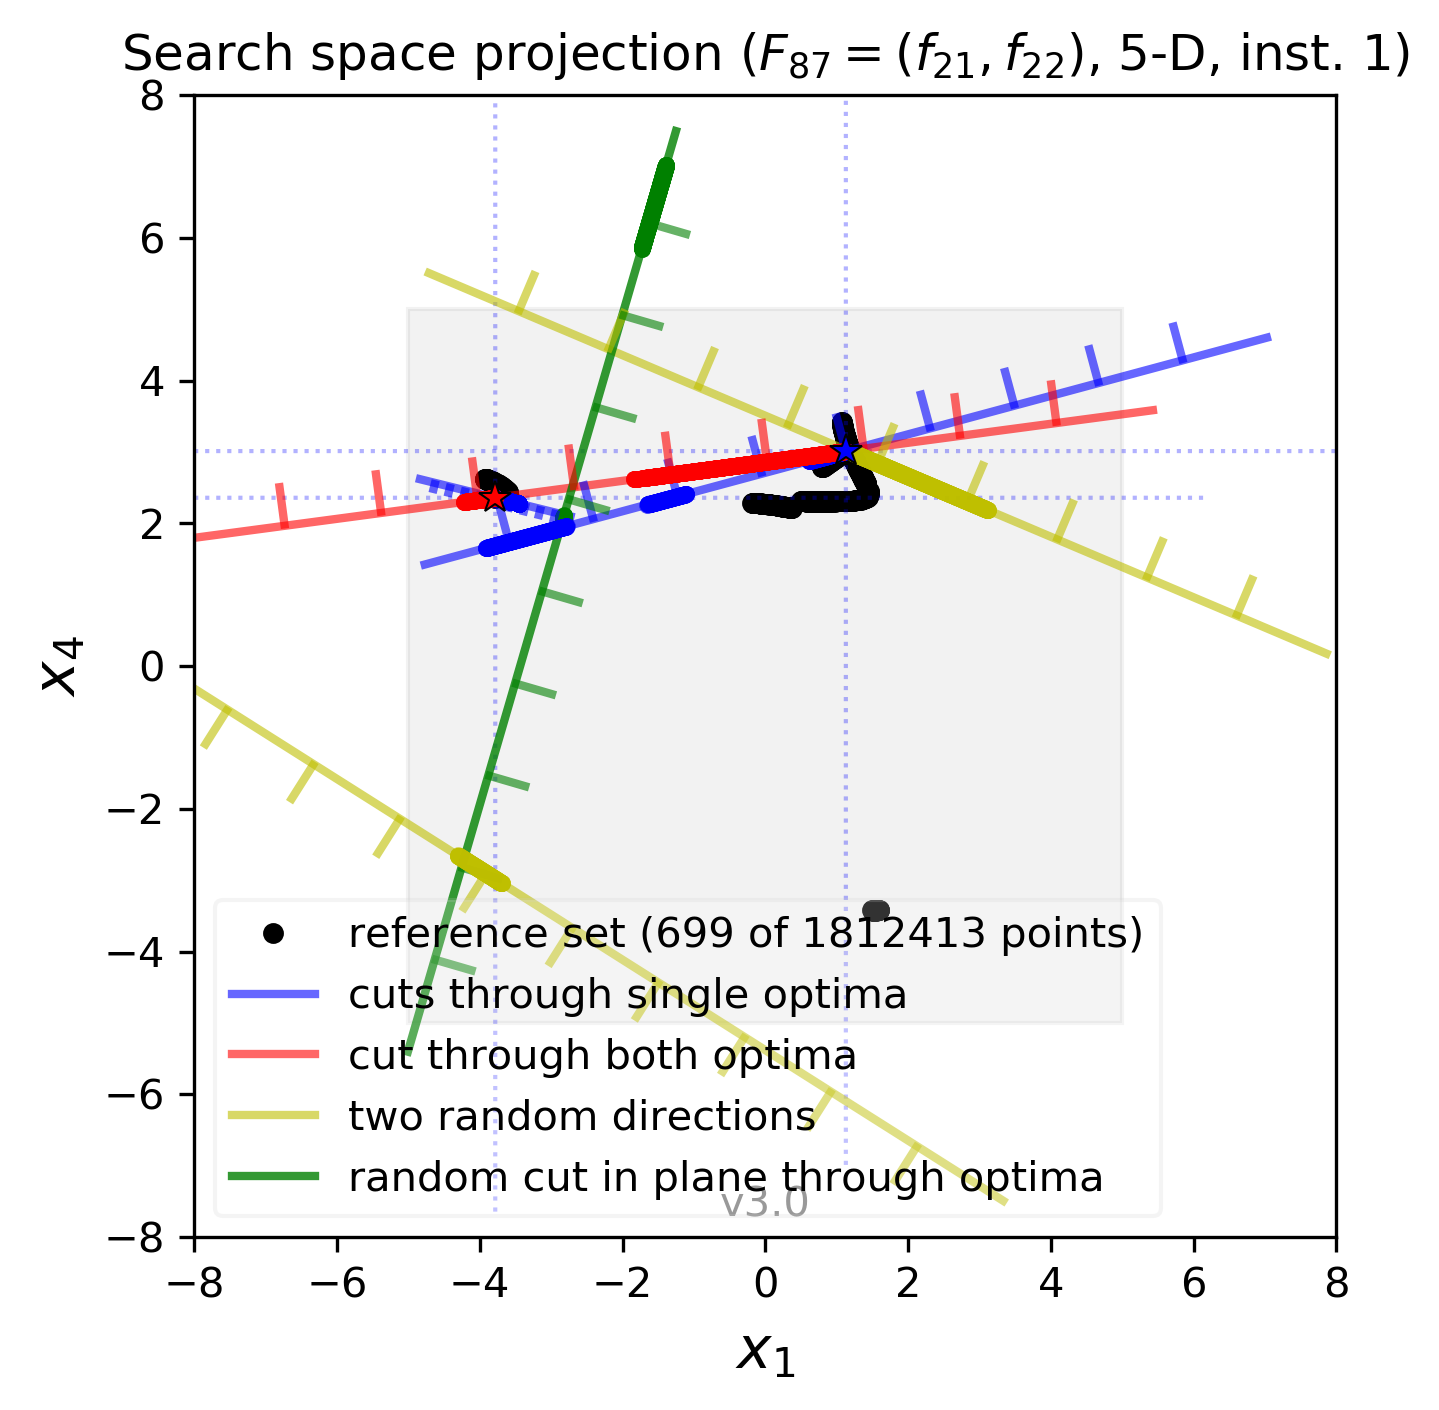 Search space projection (F₈₇ = (f₂₁, f₂₂), 5-D, inst. 1)
8
6
4
2
0
−2
−4
−6
−8
x₄
reference set (699 of 1812413 points)
cuts through single optima
cut through both optima
two random directions
random cut in plane through optima
v3.0
−8 −6 −4 −2 0 2 4 6 8
x₁